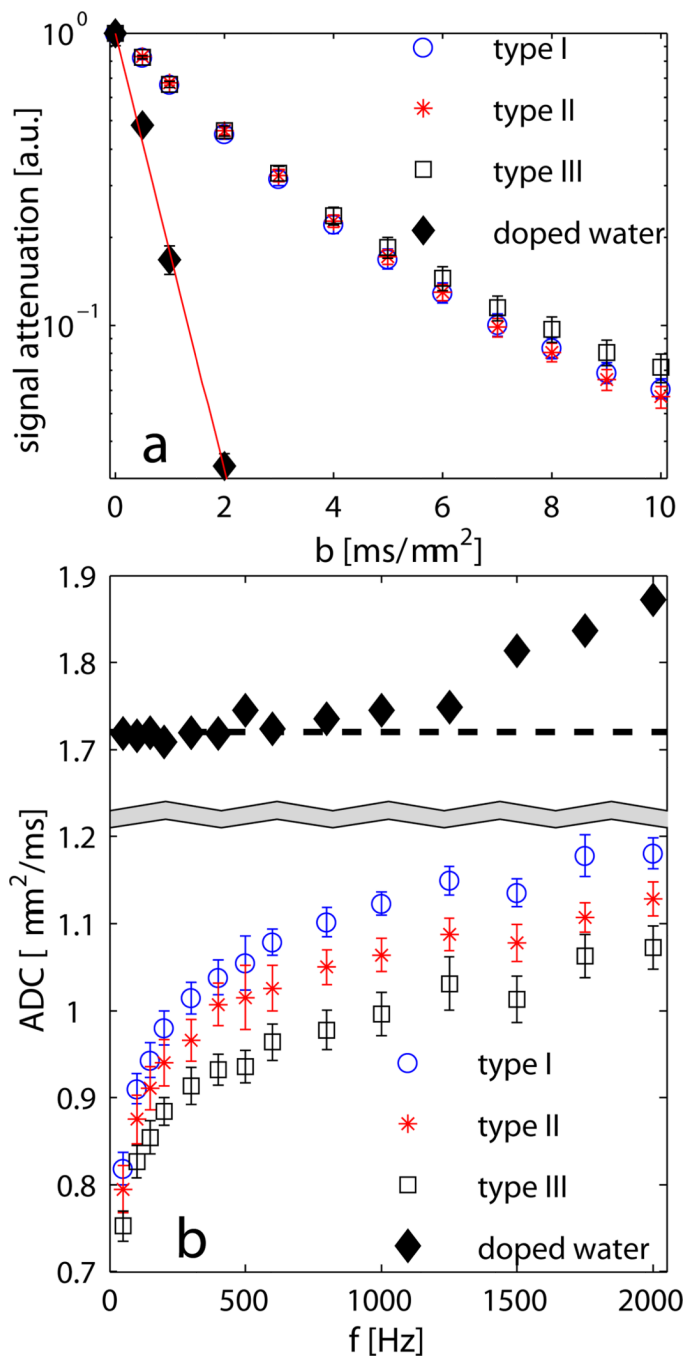 10^0
type I
type II
type III
doped water
10^-1
signal attenuation [a.u.]
a
0 2 4 6 8 10
b [ms/mm^2]
1.9
1.8
1.7
1.2
1.1
1
0.9
0.8
0.7
ADC [ mm^2/ms]
type I
type II
type III
doped water
b
0 500 1000 1500 2000
f [Hz]